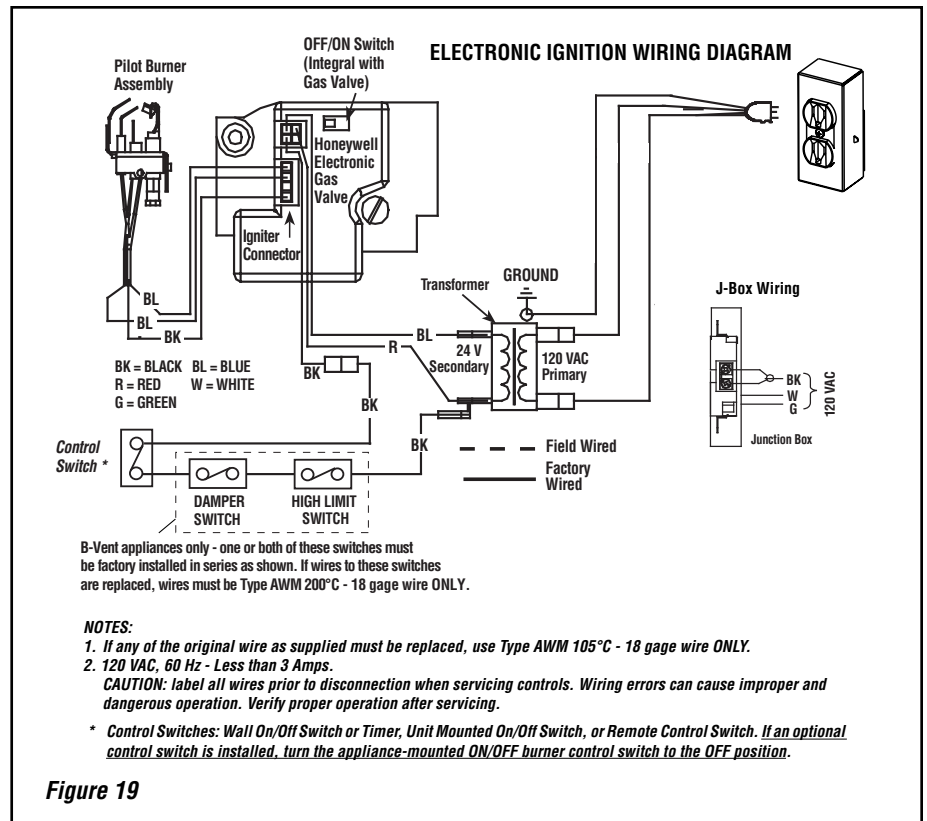 ELECTRONIC IGNITION WIRING DIAGRAM
OFF/ON Switch
(Integral with
Gas Valve)
Pilot Burner
Assembly
Honeywell
Electronic
Gas
Valve
Igniter
Connector
Transformer
GROUND
J-Box Wiring
BL
BL
BK
BL
R
24 V
Secondary
120 VAC
Primary
BK = BLACK BL = BLUE
R = RED W = WHITE
G = GREEN
BK
BK
BK
BK
W
G
120 VAC
Junction Box
Field Wired
Factory
Wired
Control
Switch *
DAMPER
SWITCH
HIGH LIMIT
SWITCH
B-Vent appliances only - one or both of these switches must
be factory installed in series as shown. If wires to these switches
are replaced, wires must be Type AWM 200°C - 18 gage wire ONLY.
NOTES:
1. If any of the original wire as supplied must be replaced, use Type AWM 105°C - 18 gage wire ONLY.
2. 120 VAC, 60 Hz - Less than 3 Amps.
CAUTION: label all wires prior to disconnection when servicing controls. Wiring errors can cause improper and
dangerous operation. Verify proper operation after servicing.
* Control Switches: Wall On/Off Switch or Timer, Unit Mounted On/Off Switch, or Remote Control Switch. If an optional
control switch is installed, turn the appliance-mounted ON/OFF burner control switch to the OFF position.
Figure 19